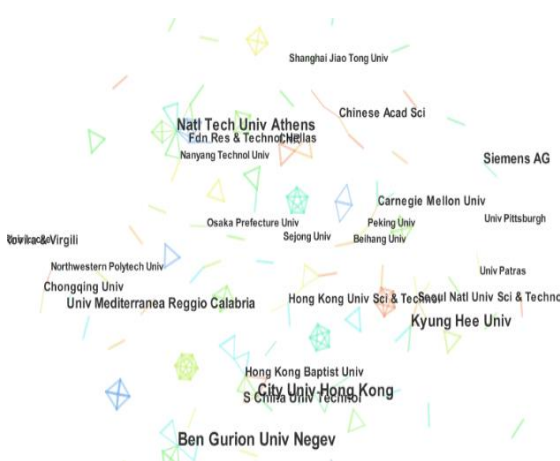 Shanghai Jiao Tong Univ
Chinese Acad Sci
Natl Tech Univ Athens
Fdn Res & Technol Hellas
Nanyang Technol Univ
Siemens AG
Carnegie Mellon Univ
Univ Pittsburgh
Osaka Prefecture Univ
Peking Univ
Sejong Univ
Beihang Univ
& Virgili
Northwestern Polytech Univ
Univ Patras
Chongqing Univ
Univ Mediterranea Reggio Calabria
Hong Kong Univ Sci & Technol
Seoul Natl Univ Sci & Techno
Kyung Hee Univ
Hong Kong Baptist Univ
City Univ Hong Kong
S China Univ Technol
Ben Gurion Univ Negev